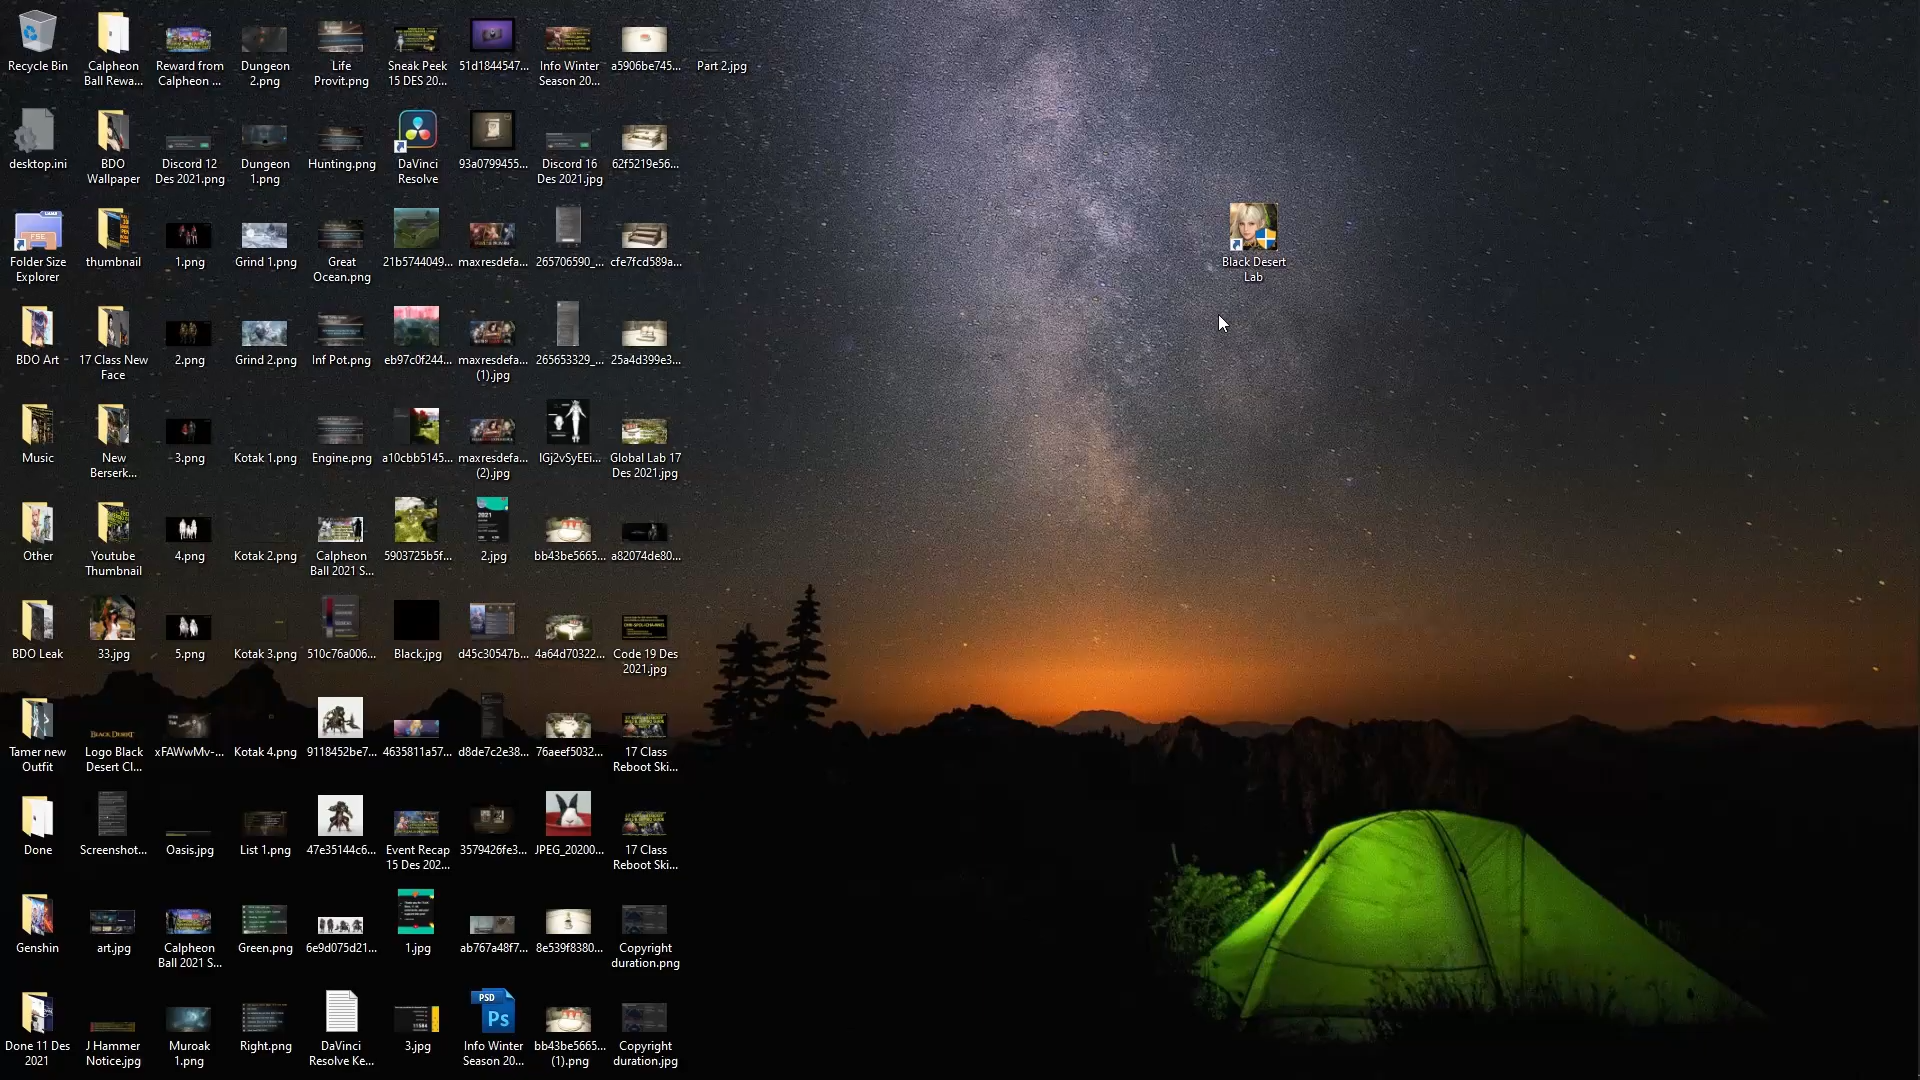 Recycle Bin
Calpheon
Ball Rewa...
Reward from
Calpheon ...
Dungeon
2.png
Life
Provit.png
Sneak Peek
15 DES 20...
51d1844547...
Info Winter
Season 20...
a5906be745...
Part 2.jpg
desktop.ini
BDO
Wallpaper
Discord 12
Des 2021.png
Dungeon
1.png
Hunting.png
DaVinci
Resolve
93a0799455...
Discord 16
Des 2021.jpg
62f5219e56...
Folder Size
Explorer
thumbnail
1.png
Grind 1.png
Great
Ocean.png
21b5744049...
maxresdefa...
265706590_...
cfe7fcd589a...
Black Desert
Lab
BDO Art
17 Class New
Face
2.png
Grind 2.png
Inf Pot.png
eb97c0f244...
maxresdefa...
(1).jpg
265653329_...
25a4d399e3...
Music
New
Berserk...
3.png
Kotak 1.png
Engine.png
a10cbb5145...
maxresdefa...
(2).jpg
IGj2vSyEEi...
Global Lab 17
Des 2021.jpg
Other
Youtube
Thumbnail
4.png
Kotak 2.png
Calpheon
Ball 2021 S...
5903725b5f...
2.jpg
bb43be5665...
a82074de80...
BDO Leak
33.jpg
5.png
Kotak 3.png
510c76a006...
Black.jpg
d45c30547b...
4a64d70322...
Code 19 Des
2021.jpg
Tamer new
Outfit
Logo Black
Desert Cl...
xFAWwMv-...
Kotak 4.png
9118452be7...
4635811a57...
d8de7c2e38...
76aeef5032...
17 Class
Reboot Ski...
Done
Screenshot...
Oasis.jpg
List 1.png
47e35144c6...
Event Recap
15 Des 202...
3579426fe3...
JPEG_20200...
17 Class
Reboot Ski...
Genshin
art.jpg
Calpheon
Ball 2021 S...
Green.png
6e9d075d21...
1.jpg
ab767a48f7...
8e539f8380...
Copyright
duration.png
Done 11 Des
2021
J Hammer
Notice.jpg
Muroak
1.png
Right.png
DaVinci
Resolve Ke...
3.jpg
PSD
Ps
Info Winter
Season 20...
bb43be5665...
(1).png
Copyright
duration.jpg